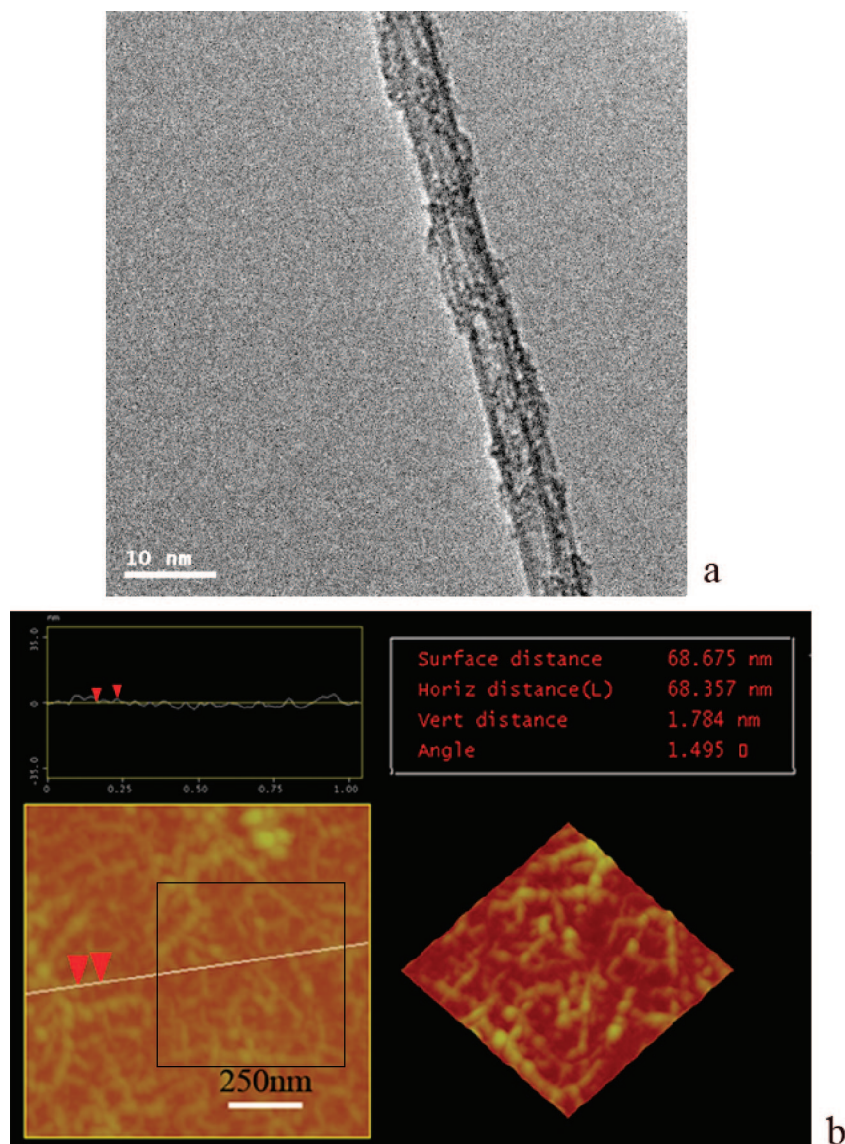 10 nm
a
nm
35.0
0
-35.0
0 0.25 0.50 0.75 1.00
Surface distance 68.675 nm
Horiz distance(L) 68.357 nm
Vert distance 1.784 nm
Angle 1.495 □
250nm
b